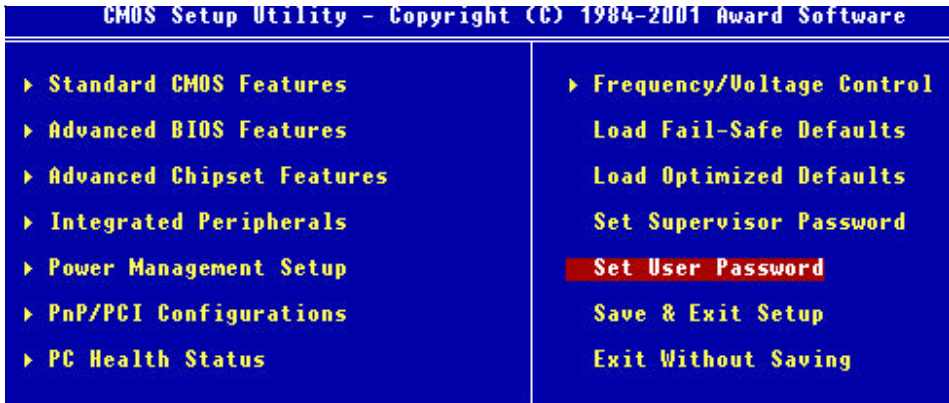 CMOS Setup Utility - Copyright (C) 1984-2001 Award Software
Standard CMOS Features
Advanced BIOS Features
Advanced Chipset Features
Integrated Peripherals
Power Management Setup
PnP/PCI Configurations
PC Health Status
Frequency/Voltage Control
Load Fail-Safe Defaults
Load Optimized Defaults
Set Supervisor Password
Set User Password
Save & Exit Setup
Exit Without Saving